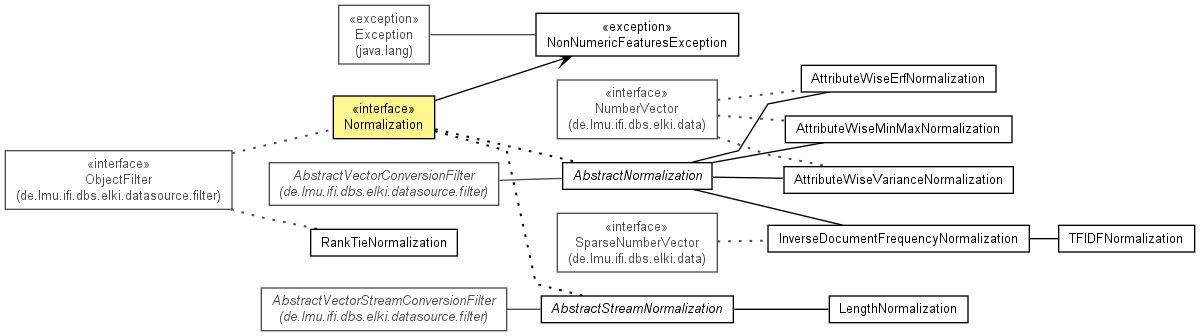 «exception»
Exception
(java.lang)
«exception»
NonNumericFeaturesException
«interface»
Normalization
«interface»
NumberVector
(de.lmu.ifi.dbs.elki.data)
AttributeWiseErfNormalization
AttributeWiseMinMaxNormalization
«interface»
ObjectFilter
(de.lmu.ifi.dbs.elki.datasource.filter)
AbstractVectorConversionFilter
(de.lmu.ifi.dbs.elki.datasource.filter)
AbstractNormalization
AttributeWiseVarianceNormalization
RankTieNormalization
«interface»
SparseNumberVector
(de.lmu.ifi.dbs.elki.data)
InverseDocumentFrequencyNormalization
TFIDFNormalization
AbstractVectorStreamConversionFilter
(de.lmu.ifi.dbs.elki.datasource.filter)
AbstractStreamNormalization
LengthNormalization